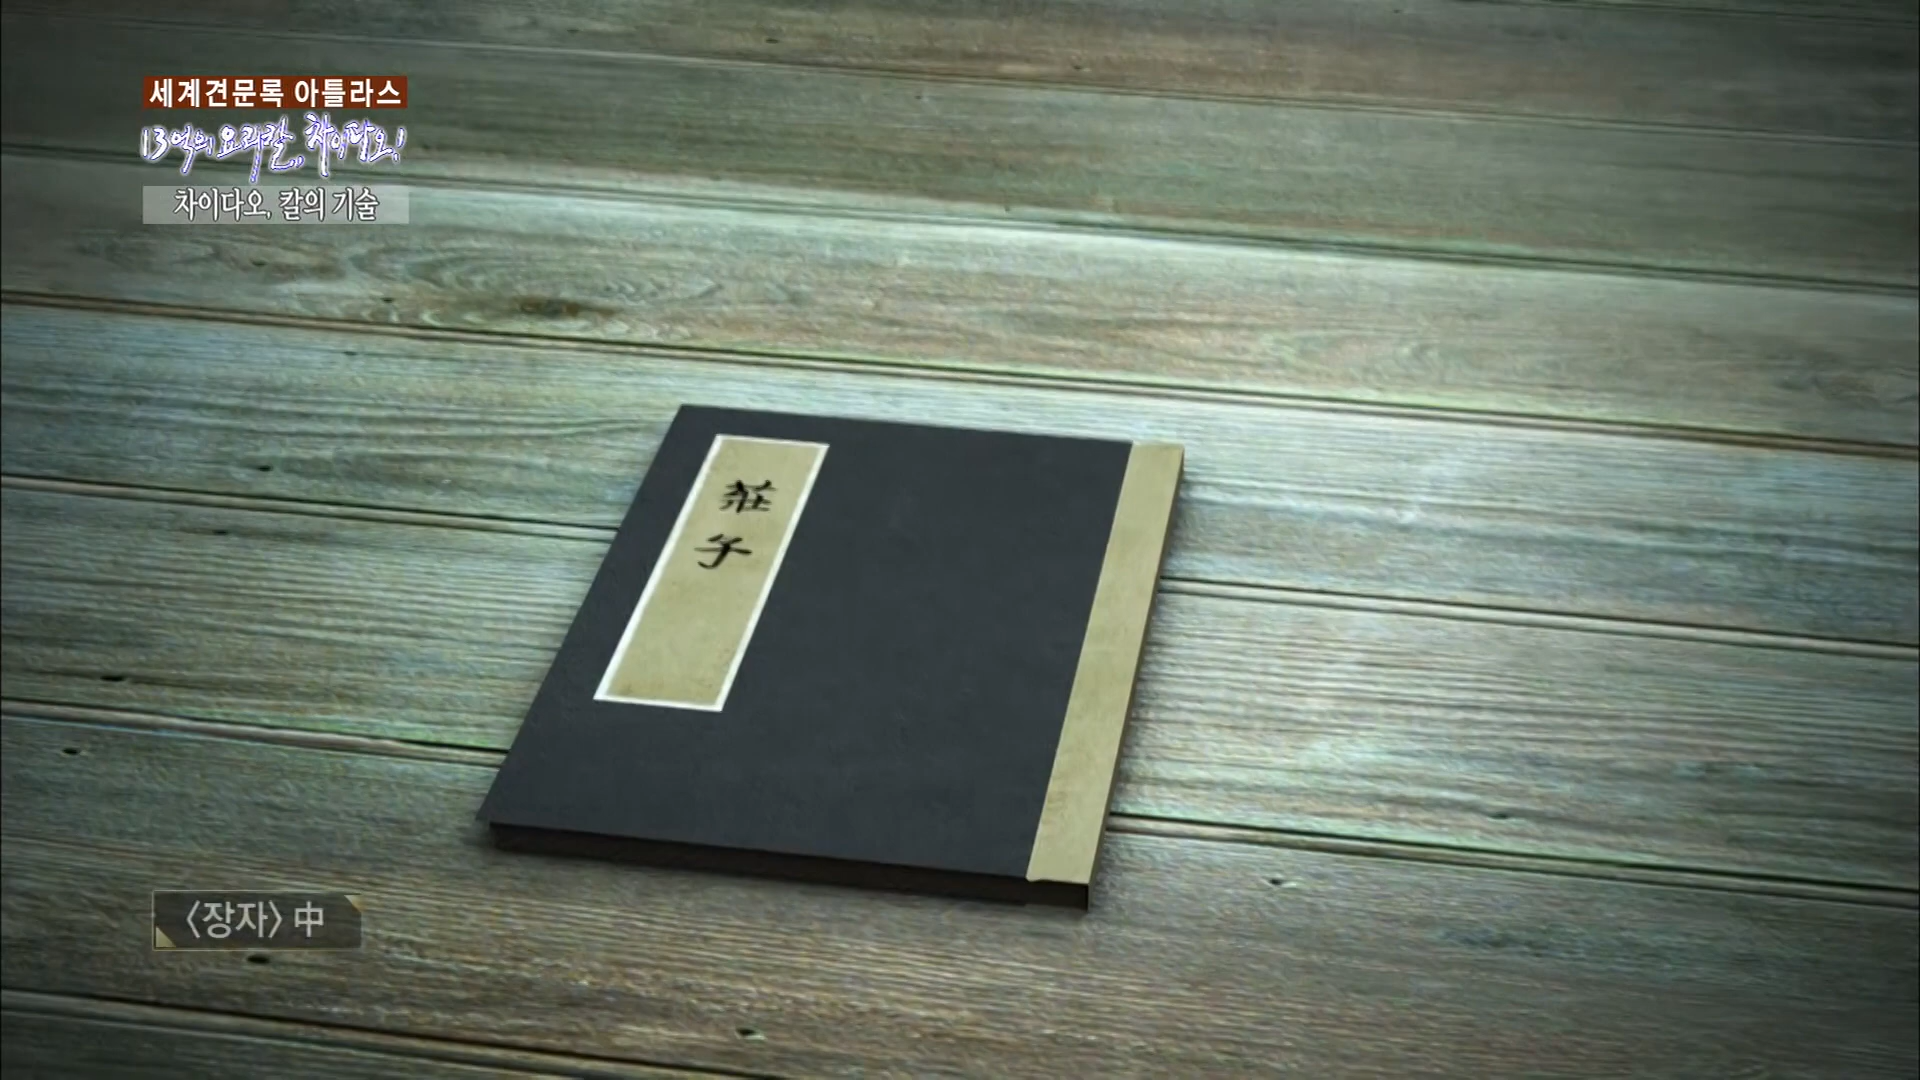 세계견문록 아틀라스
13억의 요리칼, 차이다오!
차이다오, 칼의 기술
莊
子
〈장자〉 中